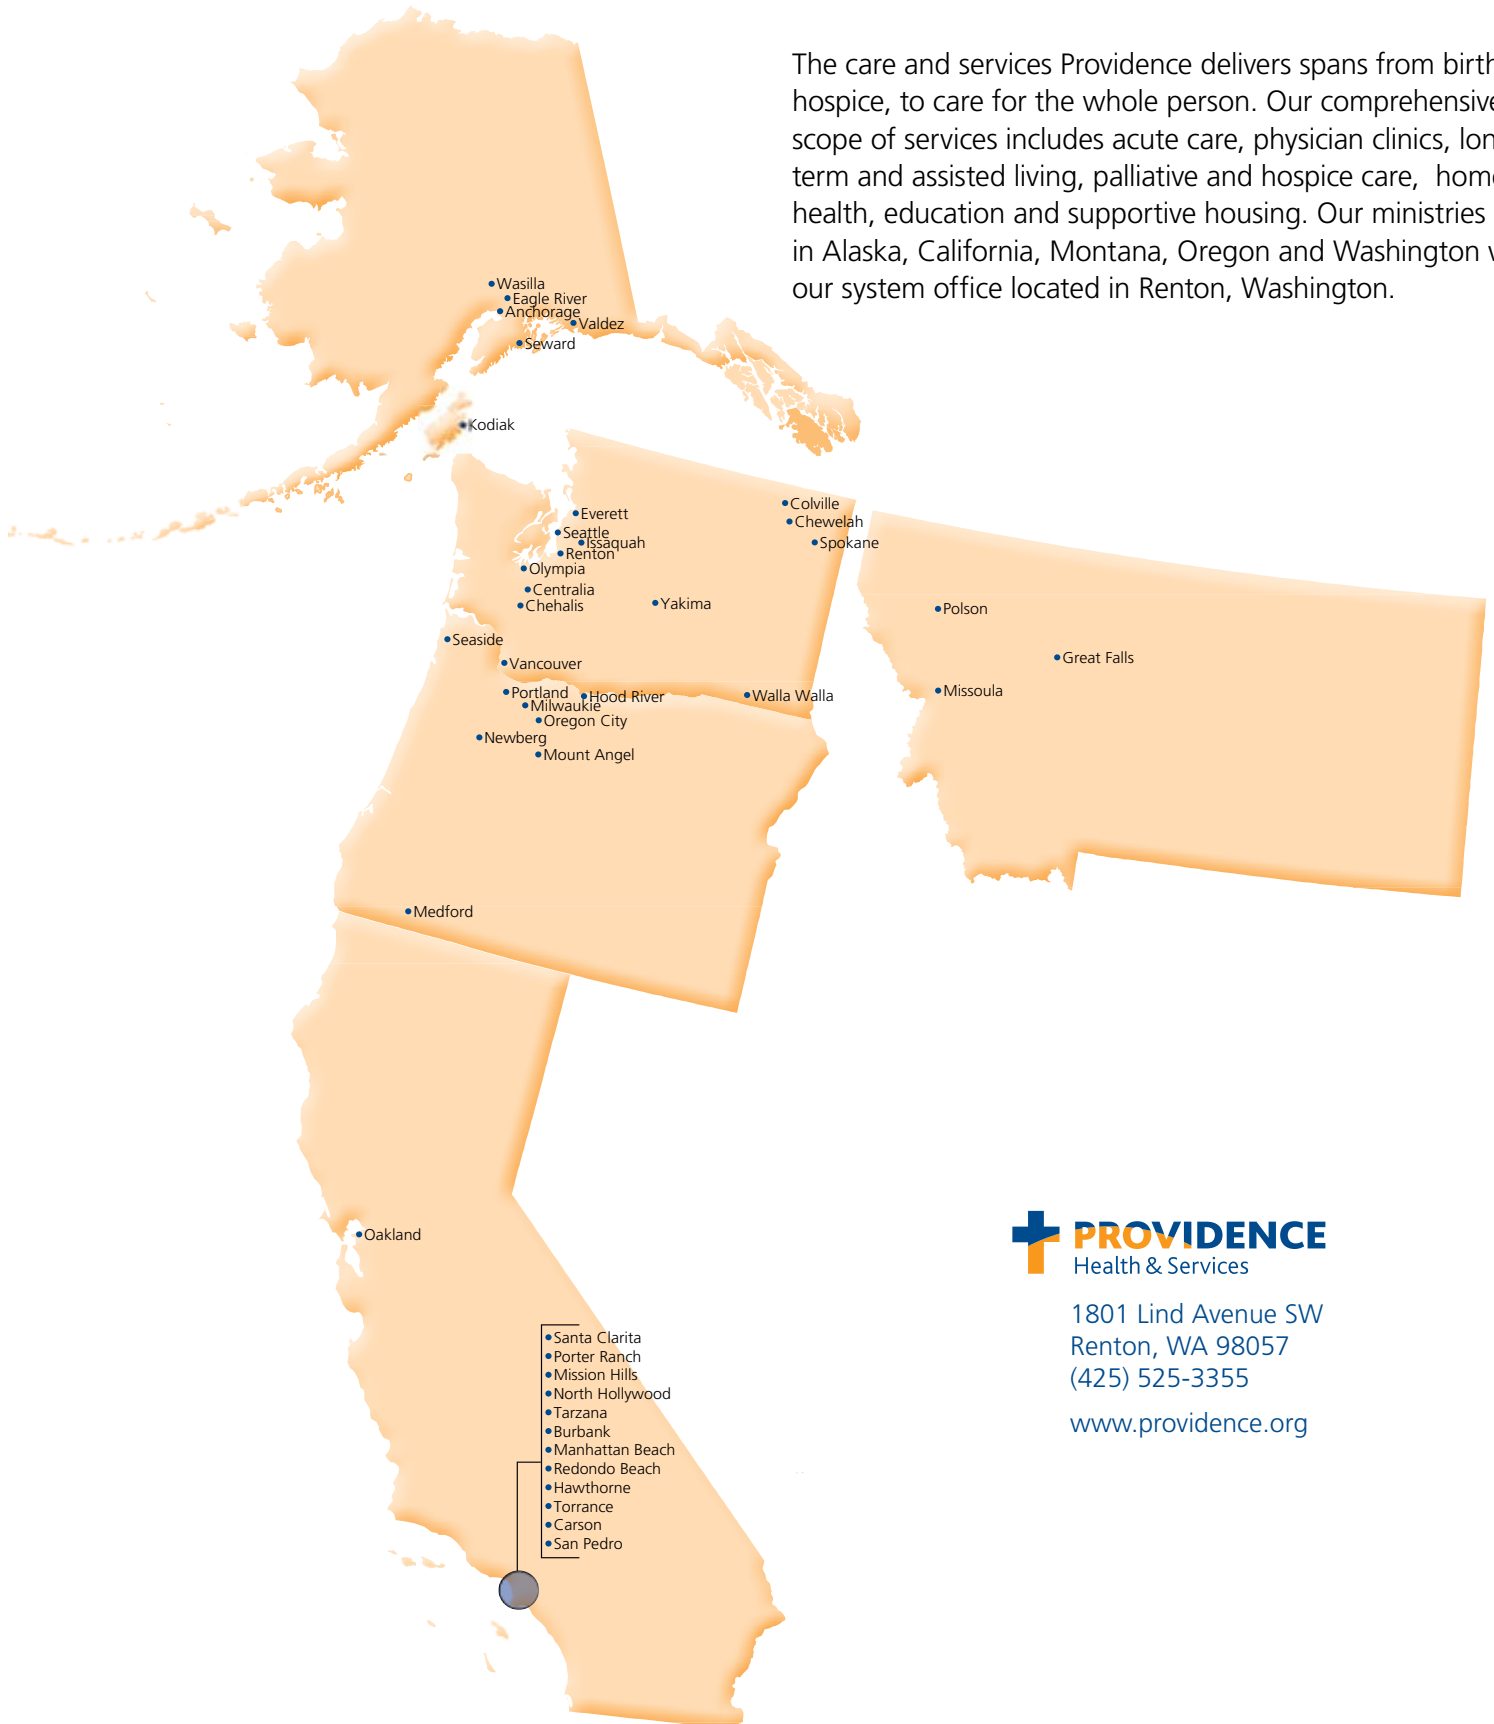 The care and services Providence delivers spans from birth
hospice, to care for the whole person. Our comprehensive
scope of services includes acute care, physician clinics, lon
term and assisted living, palliative and hospice care,  hom
health, education and supportive housing. Our ministries
in Alaska, California, Montana, Oregon and Washington
our system office located in Renton, Washington.
Wasilla
Eagle River
Anchorage
Valdez
Seward
Kodiak
Colville
Everett
Chewelah
Seattle
Issaquah
Spokane
Renton
Olympia
Centralia
Yakima
Chehalis
Polson
Seaside
Great Falls
Vancouver
Missoula
Portland
Hood River
Walla Walla
Milwaukie
Oregon City
Newberg
Mount Angel
Medford
Oakland
PROVIDENCE
Health & Services
1801 Lind Avenue SW
Renton, WA 98057
(425) 525-3355
www.providence.org
Santa Clarita
Porter Ranch
Mission Hills
North Hollywood
Tarzana
Burbank
Manhattan Beach
Redondo Beach
Hawthorne
Torrance
Carson
San Pedro